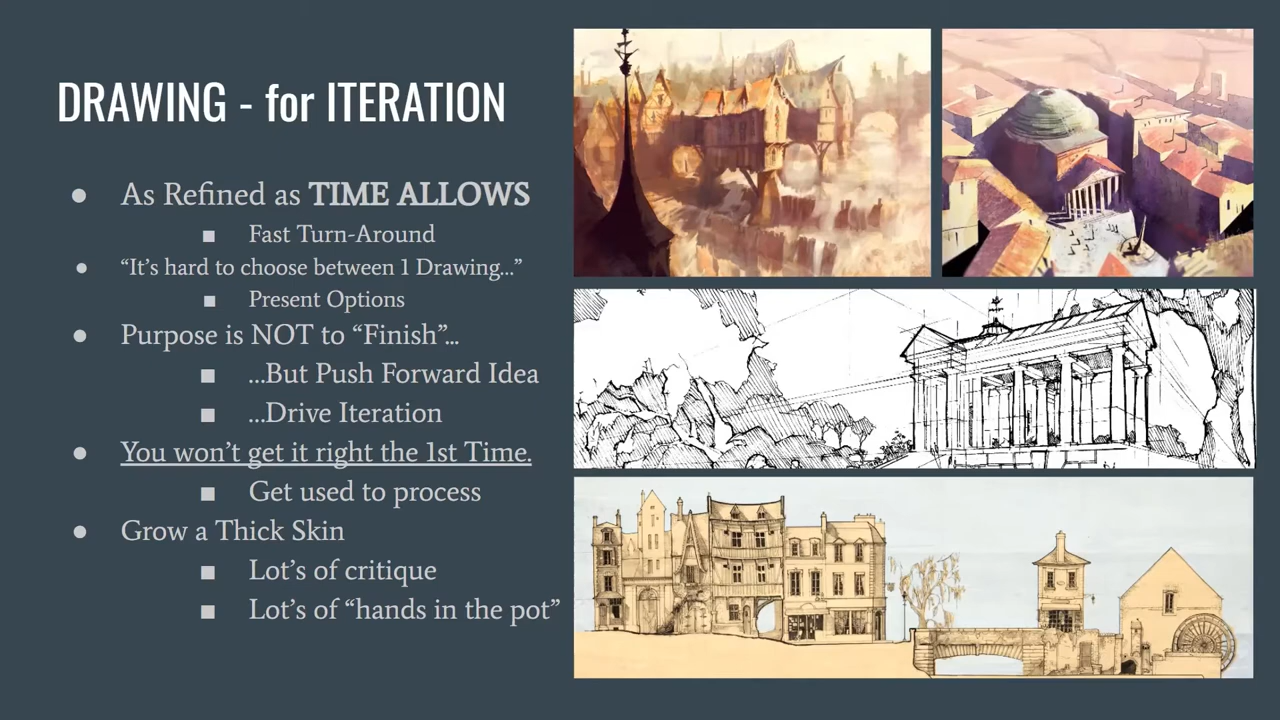 DRAWING - for ITERATION
● As Refined as TIME ALLOWS
■ Fast Turn-Around
● “It’s hard to choose between 1 Drawing...”
■ Present Options
● Purpose is NOT to “Finish”...
■ ...But Push Forward Idea
■ ...Drive Iteration
● You won’t get it right the 1st Time.
■ Get used to process
● Grow a Thick Skin
■ Lot’s of critique
■ Lot’s of “hands in the pot”